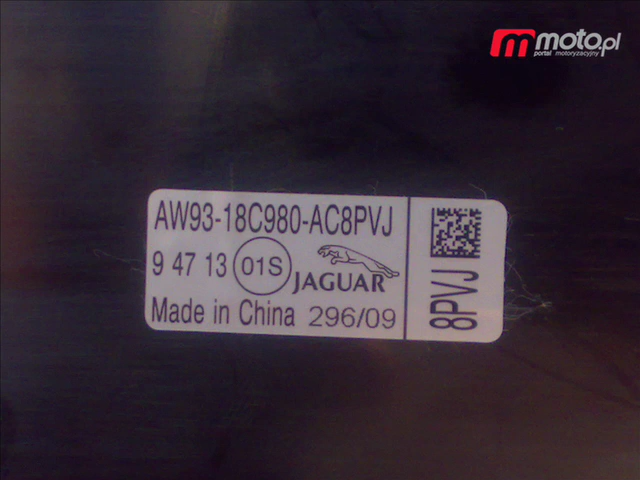 moto.pl
portal motoryzacyjny
AW93-18C980-AC8PVJ
9 47 13 01S JAGUAR
Made in China 296/09
8PVJ